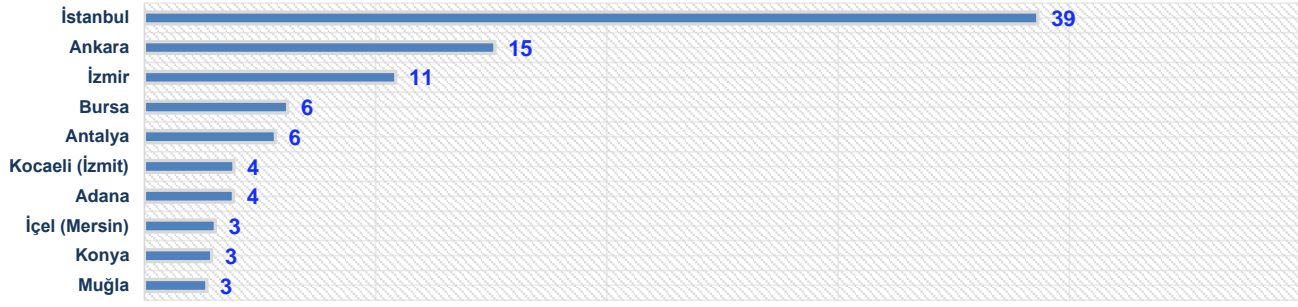 İstanbul 39
Ankara 15
İzmir 11
Bursa 6
Antalya 6
Kocaeli (İzmit) 4
Adana 4
İçel (Mersin) 3
Konya 3
Muğla 3